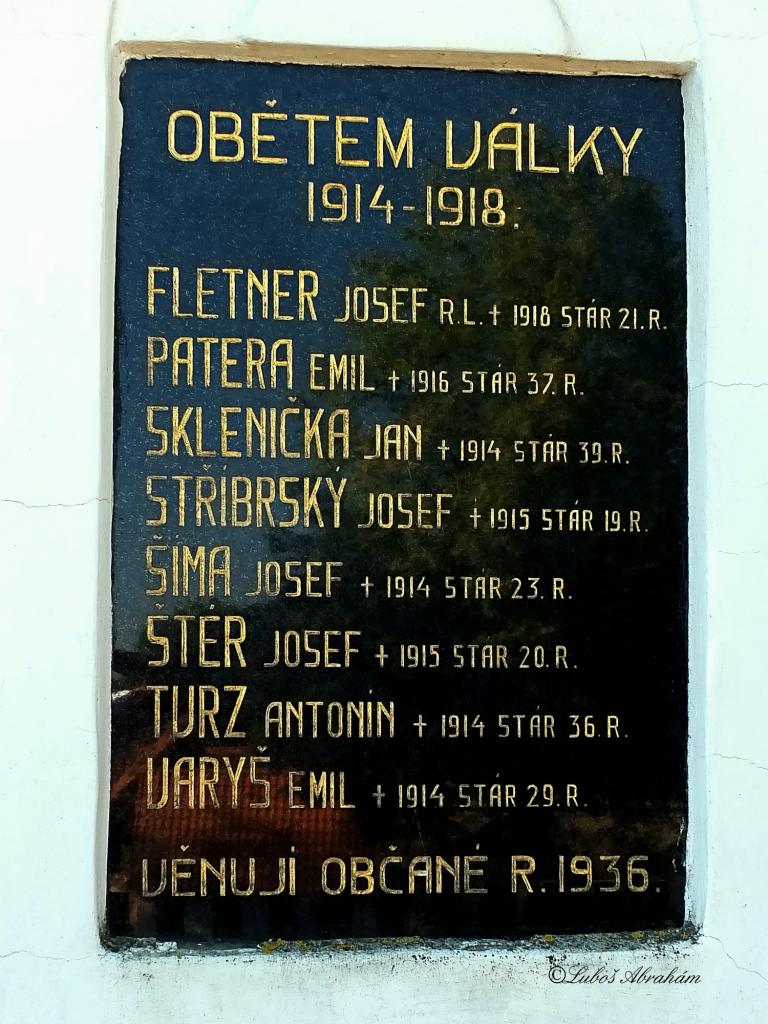 OBĚTEM VÁLKY
1914-1918.
FLETNER JOSEF R.L. + 1918 STÁR 21. R.
PATERA EMIL + 1916 STÁR 37. R.
SKLENIČKA JAN + 1914 STÁR 39. R.
STŘÍBRSKÝ JOSEF + 1915 STÁR 19. R.
ŠÍMA JOSEF + 1914 STÁR 23. R.
ŠTÉR JOSEF + 1915 STÁR 20. R.
TURZ ANTONÍN + 1914 STÁR 36. R.
VARYŠ EMIL + 1914 STÁR 29. R.
VĚNUJÍ OBČANÉ R. 1936.
©Luboš Abrahám